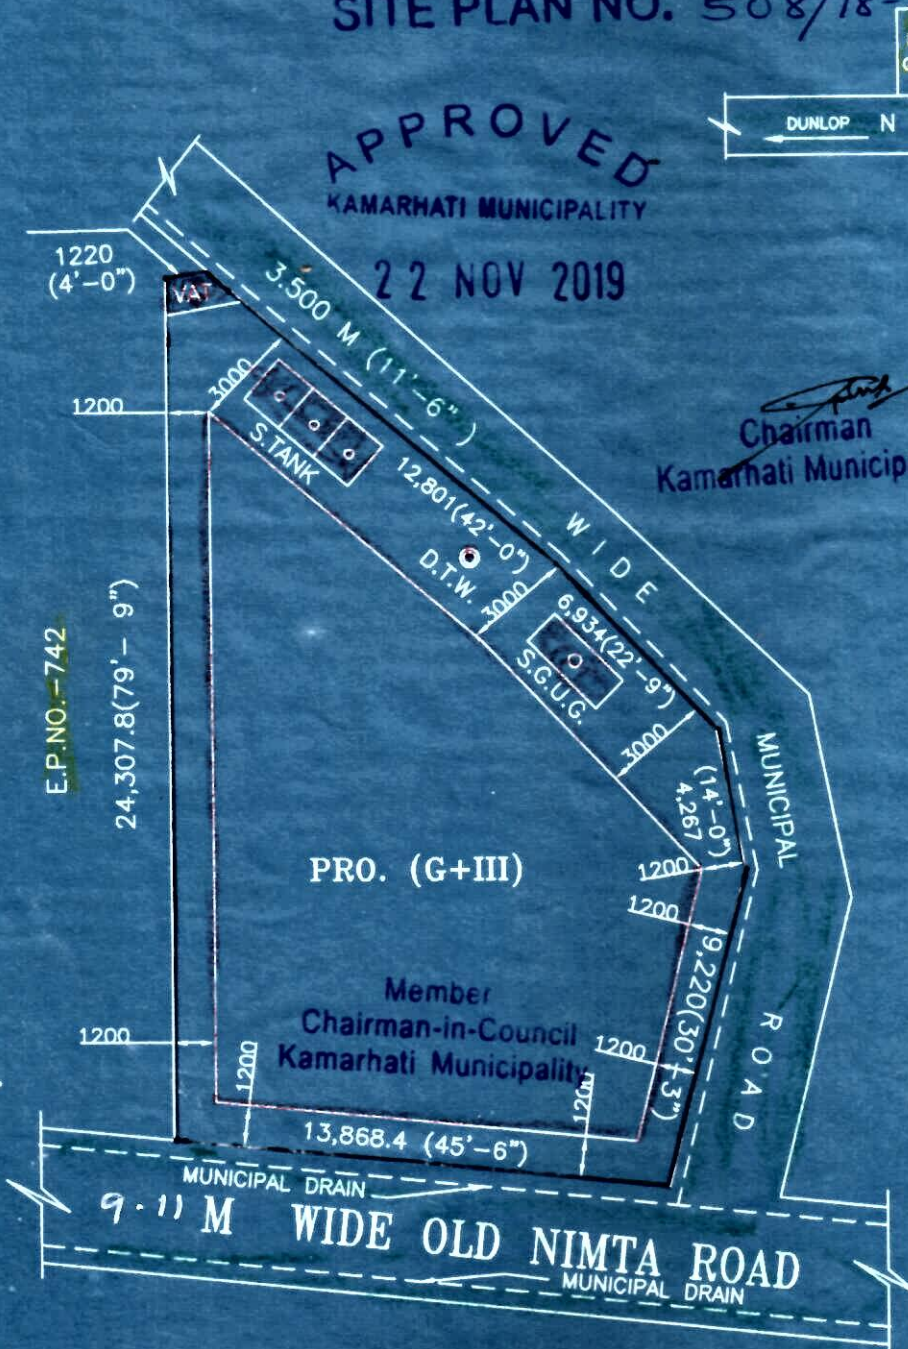 SITE PLAN NO. 508/18-
DUNLOP N
APPROVED
KAMARHATI MUNICIPALITY
22 NOV 2019
1220
(4'-0")
VAT
3.500 M (11'-6") WIDE MUNICIPAL ROAD
3000
1200
S.TANK
Chairman
Kamarhati Municip
12,801(42'-0")
D.T.W.
3000
6,934(22'-9")
S.G.U.G.
3000
E.P.NO.-742
24,307.8(79'- 9")
(14'-0")
4,267
PRO. (G+III)
1200
1200
9,220(30'-3")
Member
Chairman-in-Council
Kamarhati Municipality
1200
1200
1200
1200
13,868.4 (45'-6")
MUNICIPAL DRAIN
9.11 M WIDE OLD NIMTA ROAD
MUNICIPAL DRAIN